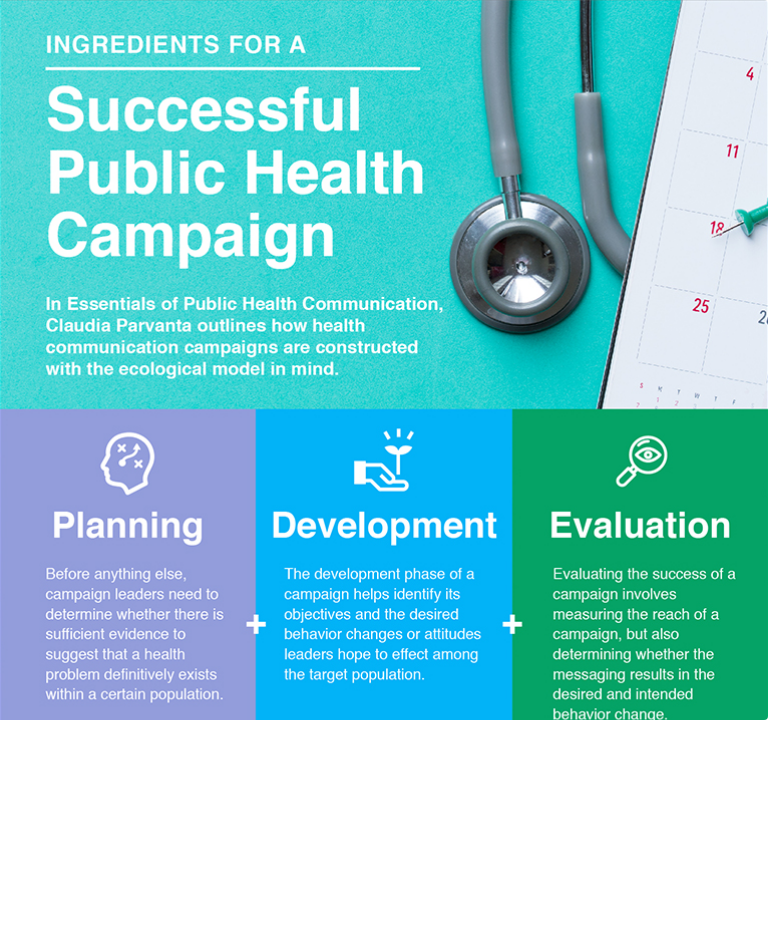 INGREDIENTS FOR A
Successful
Public Health
Campaign
In Essentials of Public Health Communication,
Claudia Parvanta outlines how health
communication campaigns are constructed
with the ecological model in mind.
4
11
18
25
Planning
Before anything else,
campaign leaders need to
determine whether there is
sufficient evidence to
suggest that a health
problem definitively exists
within a certain population.
+
Development
The development phase of a
campaign helps identify its
objectives and the desired
behavior changes or attitudes
leaders hope to effect among
the target population.
+
Evaluation
Evaluating the success of a
campaign involves
measuring the reach of a
campaign, but also
determining whether the
messaging results in the
desired and intended
behavior change.